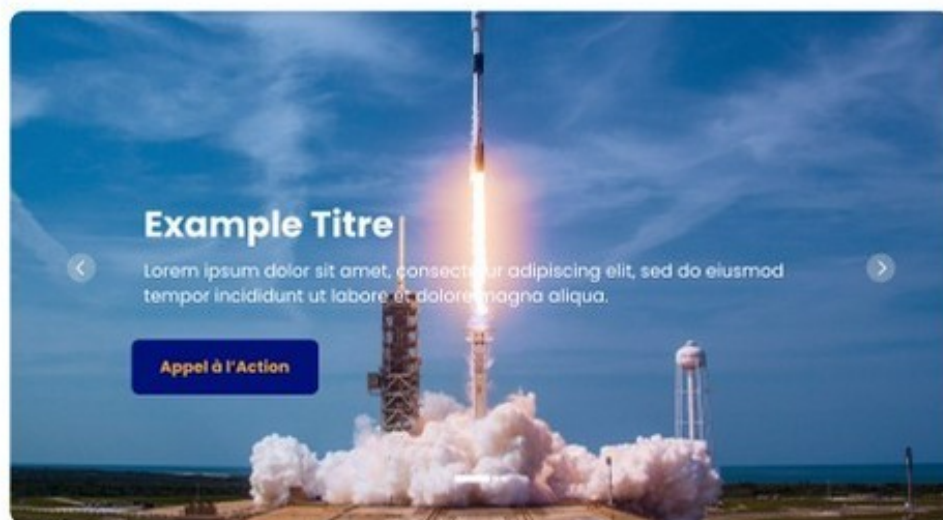 Example Titre
Lorem ipsum dolor sit amet, consectetur adipiscing elit, sed do eiusmod
tempor incididunt ut labore et dolore magna aliqua.
Appel à l'Action